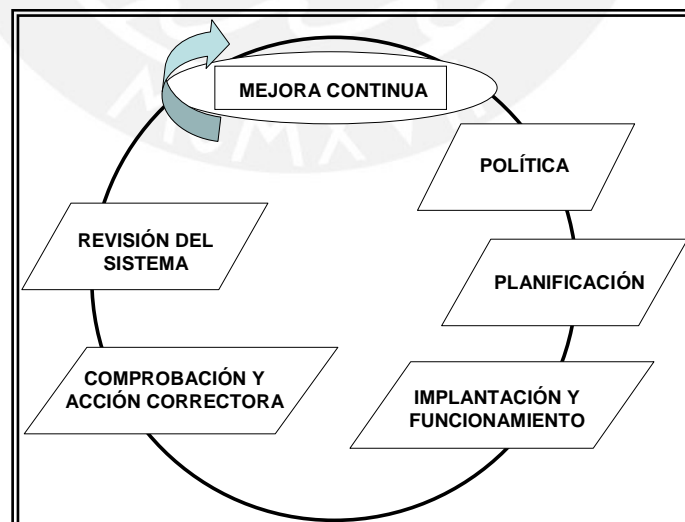 MEJORA CONTINUA
POLÍTICA
PLANIFICACIÓN
IMPLANTACIÓN Y
FUNCIONAMIENTO
COMPROBACIÓN Y
ACCIÓN CORRECTORA
REVISIÓN DEL
SISTEMA